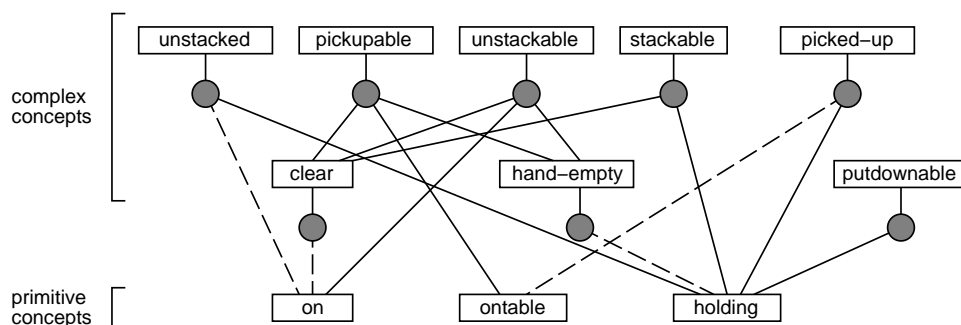 unstacked pickupable unstackable stackable picked−up
complex
concepts
clear hand−empty putdownable
primitive
concepts
on ontable holding